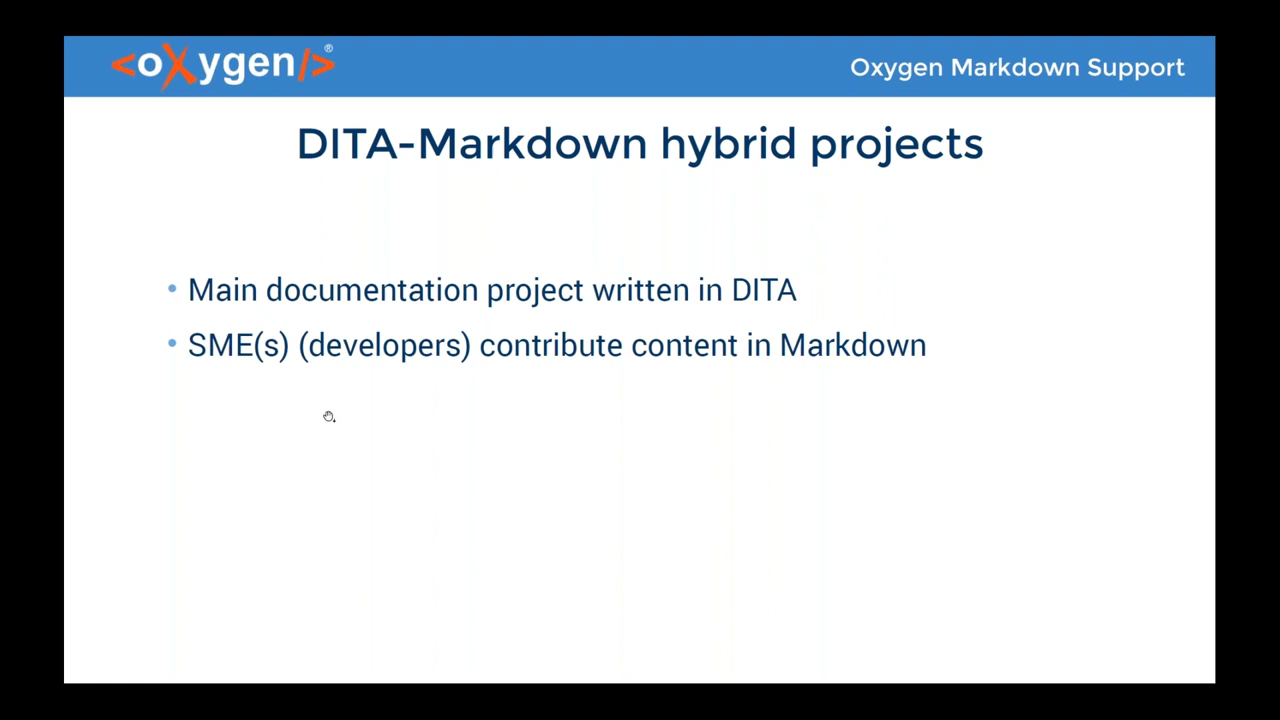 <oXygen/>®
Oxygen Markdown Support
DITA-Markdown hybrid projects
• Main documentation project written in DITA
• SME(s) (developers) contribute content in Markdown